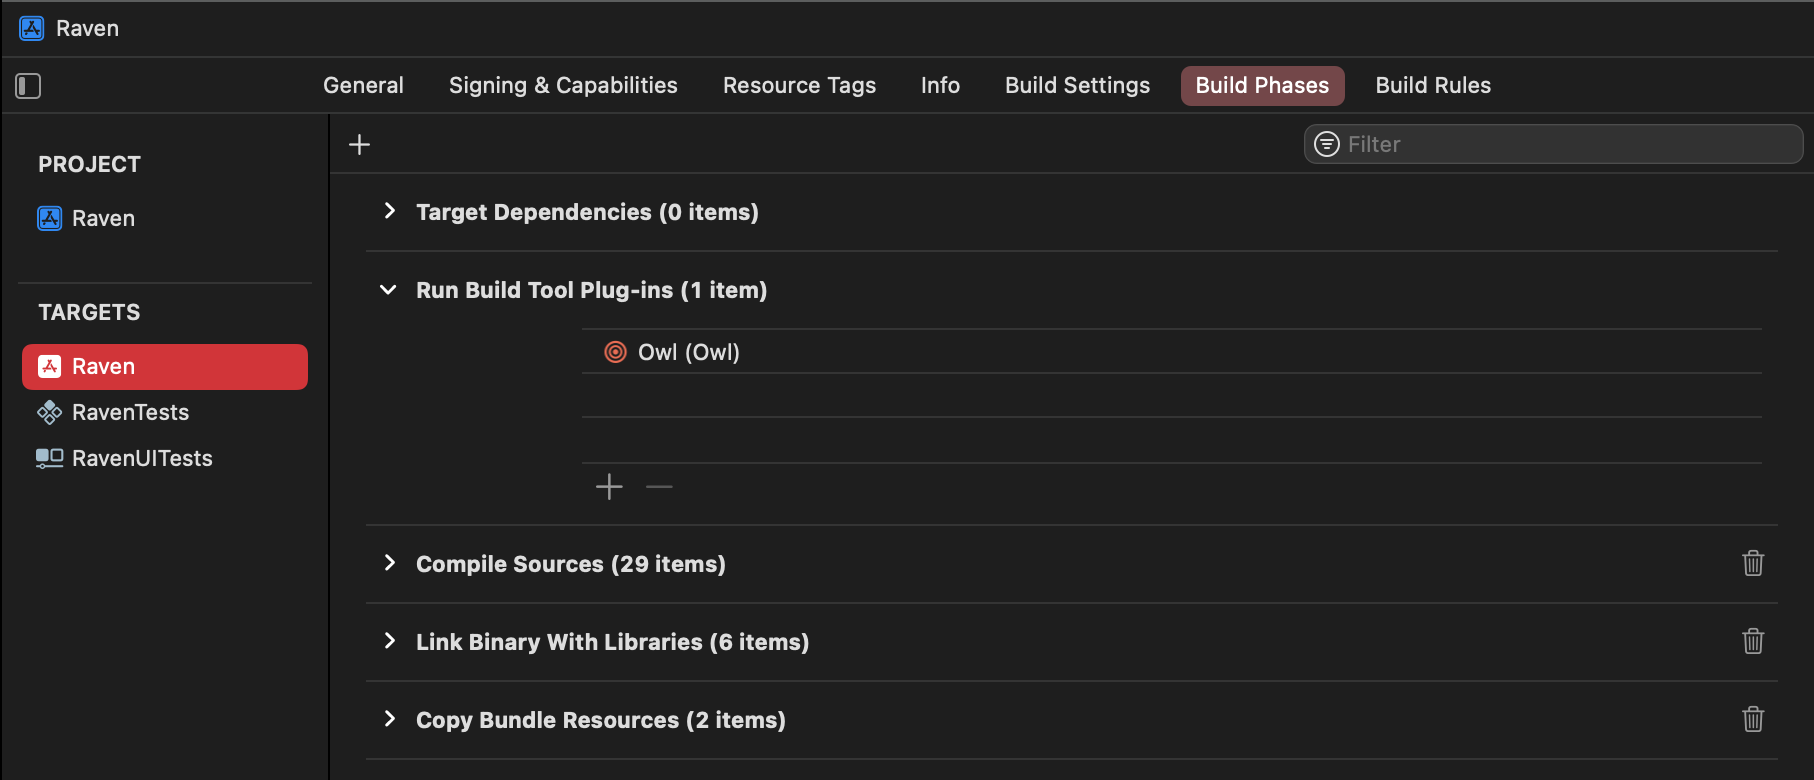 Raven
General Signing & Capabilities Resource Tags Info Build Settings Build Phases Build Rules
PROJECT
Raven
TARGETS
Raven
RavenTests
RavenUITests
Filter
Target Dependencies (0 items)
Run Build Tool Plug-ins (1 item)
Owl (Owl)
Compile Sources (29 items)
Link Binary With Libraries (6 items)
Copy Bundle Resources (2 items)